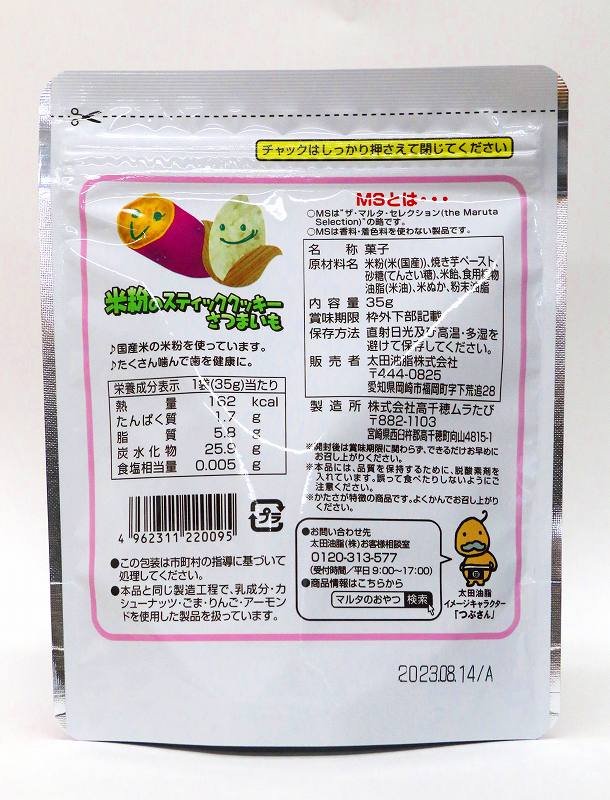 チャックはしっかり押さえて閉じてください
米粉のスティッククッキー
さつまいも
♪国産米の米粉を使っています。
♪たくさん噛んで歯を健康に。
栄養成分表示 1袋(35g)当たり
熱量 162 kcal
たんぱく質 1.7 g
脂質 5.8 g
炭水化物 25.9 g
食塩相当量 0.005 g
4 962311 220095
プラ
●この包装は市町村の指導に基づいて
処理してください。
●本品と同じ製造工程で、乳成分・カ
シューナッツ・ごま・りんご・アーモン
ドを使用した製品を扱っています。
MSとは・・・
○MSは"ザ・マルタ・セレクション(the Maruta
Selection)"の略です。
○MSは香料・着色料を使わない製品です。
名称 菓子
原材料名 米粉(米(国産))、焼き芋ペースト、
砂糖(てんさい糖)、米飴、食用植物
油脂(米油)、米ぬか、粉末油脂
内容量 35g
賞味期限 枠外下部記載
保存方法 直射日光及び高温・多湿を
避けて保存してください。
販売者 太田油脂株式会社
〒444-0825
愛知県岡崎市福岡町字下荒追28
製造所 株式会社高千穂ムラたび
〒882-1103
宮崎県西臼杵郡高千穂町向山4815-1
※開封後は賞味期限に関わらず、できるだけお早めに
お召し上がりください。
※本品には、品質を保持するために、脱酸素剤を
入れています。誤って食べたりしないようにご
注意ください。
※かたさが特徴の商品です。よくかんでお召し上がり
ください。
●お問い合わせ先
太田油脂(株)お客様相談室
0120-313-577
(受付時間/平日9:00〜17:00)
●商品情報はこちらから
マルタのおやつ 検索
太田油脂
イメージキャラクター
「つぶさん」
2023.08.14/A